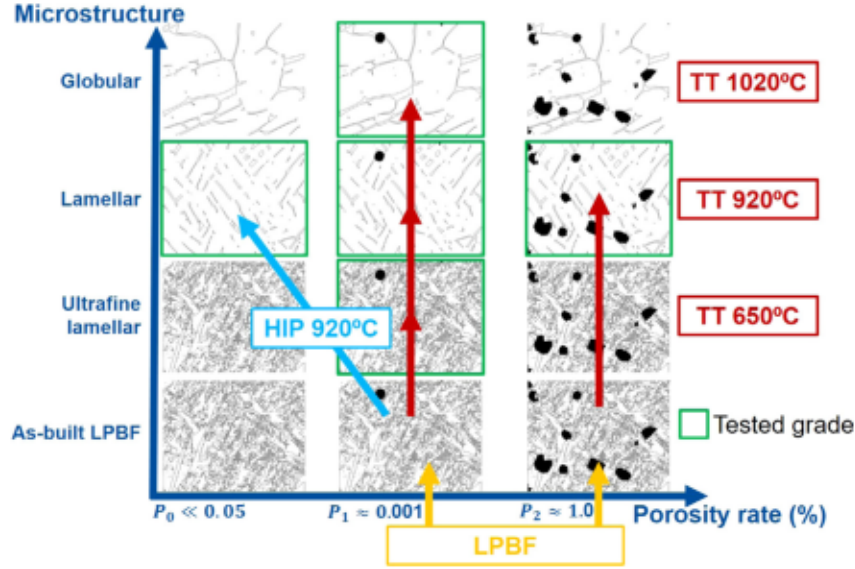 Microstructure
Globular
TT 1020ºC
Lamellar
TT 920ºC
Ultrafine
lamellar
HIP 920ºC
TT 650ºC
As-built LPBF
Tested grade
P₀ ≪ 0.05
P₁ ≈ 0.001
P₂ ≈ 1.0
Porosity rate (%)
LPBF